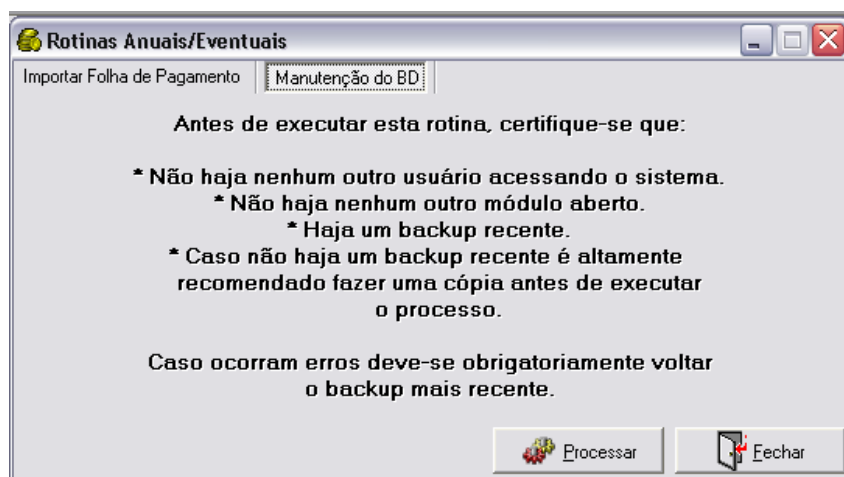 Rotinas Anuais/Eventuais
Importar Folha de Pagamento Manutenção do BD
Antes de executar esta rotina, certifique-se que:
* Não haja nenhum outro usuário acessando o sistema.
* Não haja nenhum outro módulo aberto.
* Haja um backup recente.
* Caso não haja um backup recente é altamente
recomendado fazer uma cópia antes de executar
o processo.
Caso ocorram erros deve-se obrigatoriamente voltar
o backup mais recente.
Processar Fechar